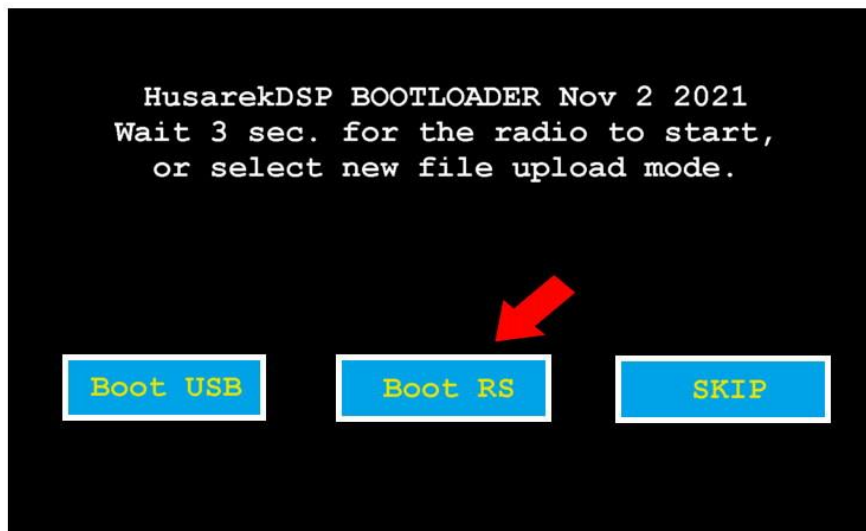 HusarekDSP BOOTLOADER Nov 2 2021
Wait 3 sec. for the radio to start,
or select new file upload mode.
Boot USB
Boot RS
SKIP